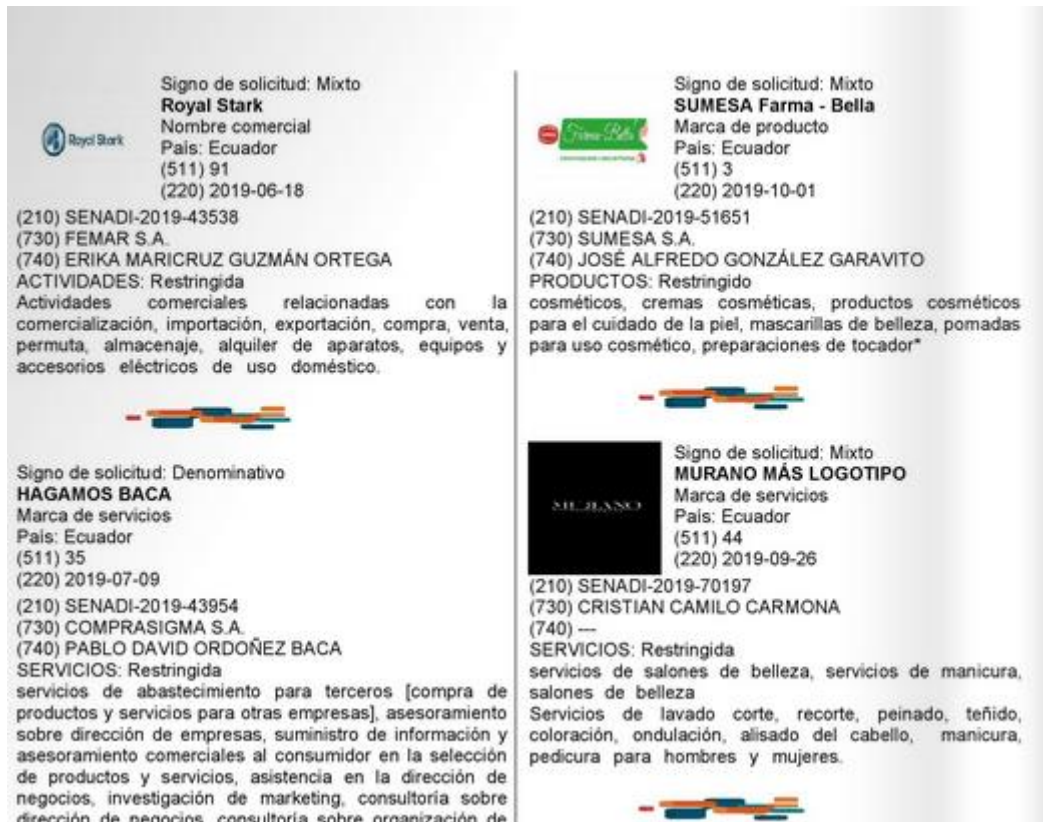 Royal Stark
Signo de solicitud: Mixto
Royal Stark
Nombre comercial
País: Ecuador
(511) 91
(220) 2019-06-18
(210) SENADI-2019-43538
(730) FEMAR S.A.
(740) ERIKA MARICRUZ GUZMÁN ORTEGA
ACTIVIDADES: Restringida
Actividades comerciales relacionadas con la
comercialización, importación, exportación, compra, venta,
permuta, almacenaje, alquiler de aparatos, equipos y
accesorios eléctricos de uso doméstico.
Signo de solicitud: Denominativo
HAGAMOS BACA
Marca de servicios
País: Ecuador
(511) 35
(220) 2019-07-09
(210) SENADI-2019-43954
(730) COMPRASIGMA S.A.
(740) PABLO DAVID ORDOÑEZ BACA
SERVICIOS: Restringida
servicios de abastecimiento para terceros [compra de
productos y servicios para otras empresas], asesoramiento
sobre dirección de empresas, suministro de información y
asesoramiento comerciales al consumidor en la selección
de productos y servicios, asistencia en la dirección de
negocios, investigación de marketing, consultoría sobre
dirección de negocios, consultoría sobre organización de
Farma-Bella
Signo de solicitud: Mixto
SUMESA Farma - Bella
Marca de producto
País: Ecuador
(511) 3
(220) 2019-10-01
(210) SENADI-2019-51651
(730) SUMESA S.A.
(740) JOSÉ ALFREDO GONZÁLEZ GARAVITO
PRODUCTOS: Restringido
cosméticos, cremas cosméticas, productos cosméticos
para el cuidado de la piel, mascarillas de belleza, pomadas
para uso cosmético, preparaciones de tocador*
MURANO
Signo de solicitud: Mixto
MURANO MÁS LOGOTIPO
Marca de servicios
País: Ecuador
(511) 44
(220) 2019-09-26
(210) SENADI-2019-70197
(730) CRISTIAN CAMILO CARMONA
(740) ---
SERVICIOS: Restringida
servicios de salones de belleza, servicios de manicura,
salones de belleza
Servicios de lavado corte, recorte, peinado, teñido,
coloración, ondulación, alisado del cabello, manicura,
pedicura para hombres y mujeres.